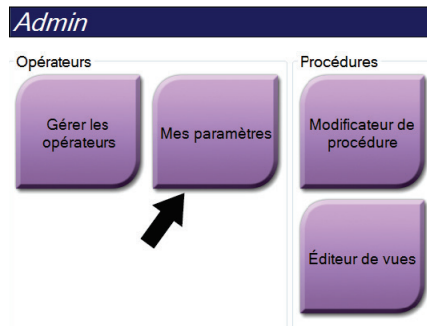 Admin
Opérateurs
Procédures
Gérer les
opérateurs
Mes paramètres
Modificateur de
procédure
Éditeur de vues